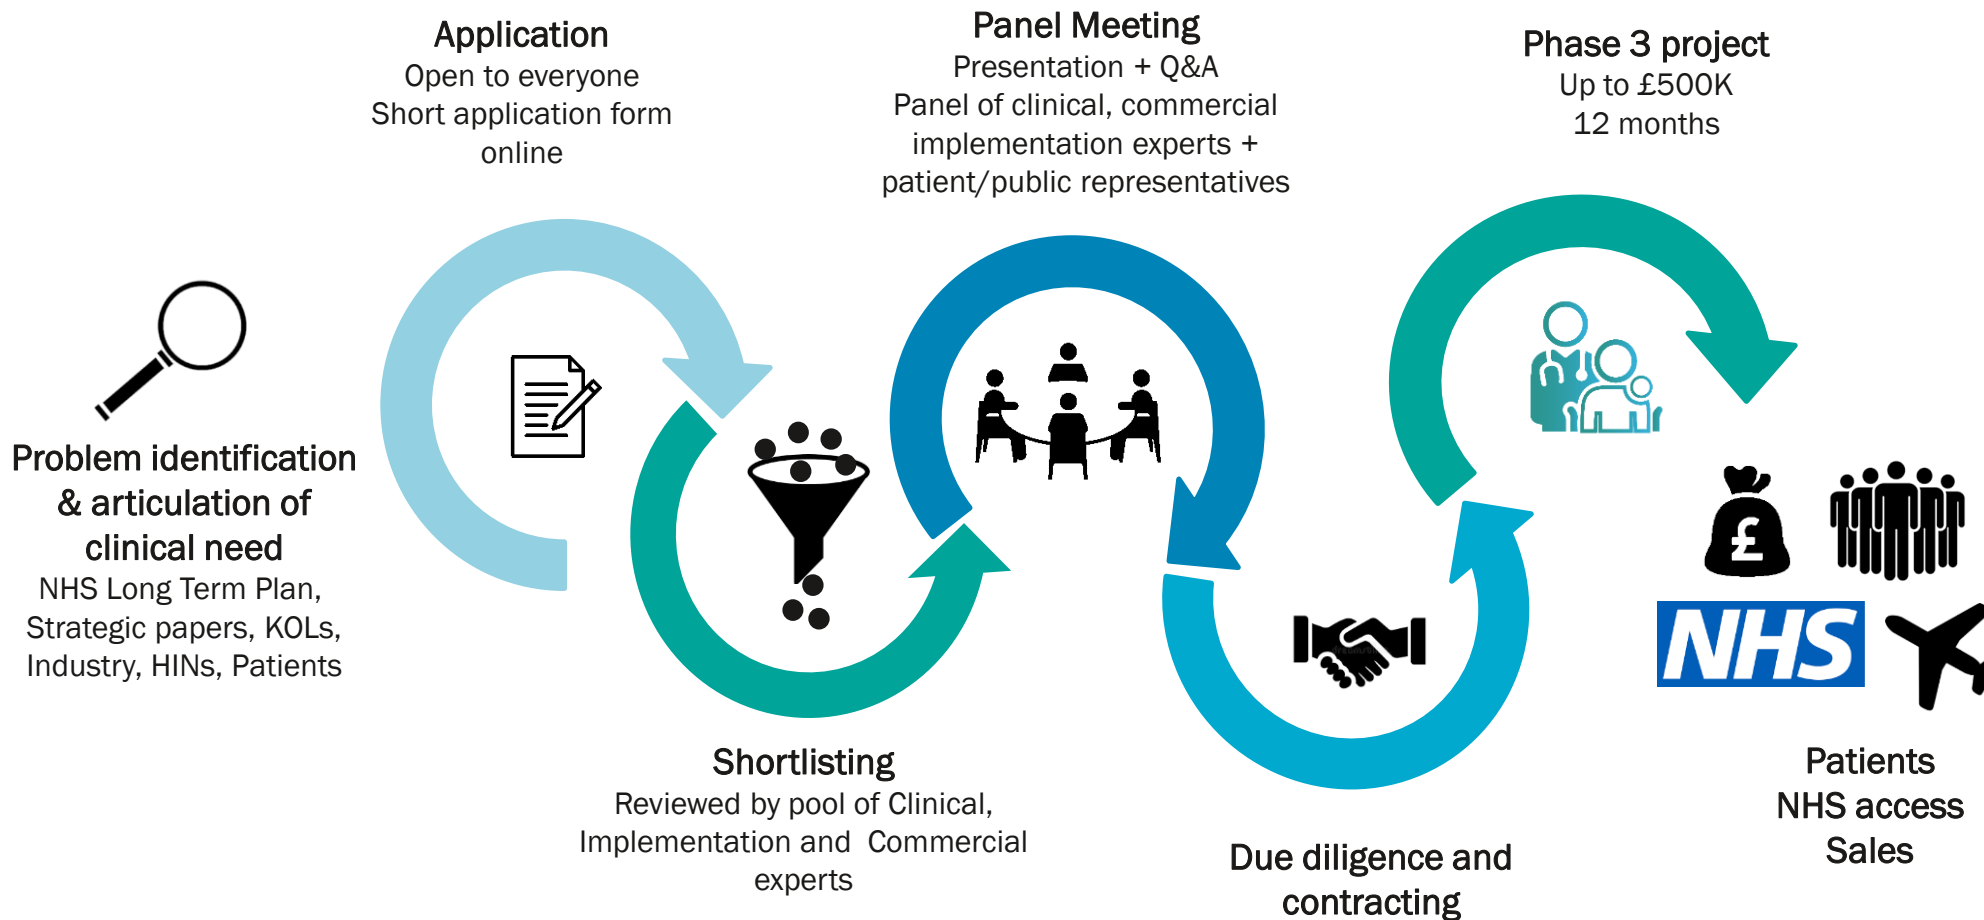 Problem identification
& articulation of
clinical need
NHS Long Term Plan,
Strategic papers, KOLs,
Industry, HINs, Patients
Application
Open to everyone
Short application form
online
Shortlisting
Reviewed by pool of Clinical,
Implementation and Commercial
experts
Panel Meeting
Presentation + Q&A
Panel of clinical, commercial
implementation experts +
patient/public representatives
Due diligence and
contracting
Phase 3 project
Up to £500K
12 months
£
NHS
Patients
NHS access
Sales